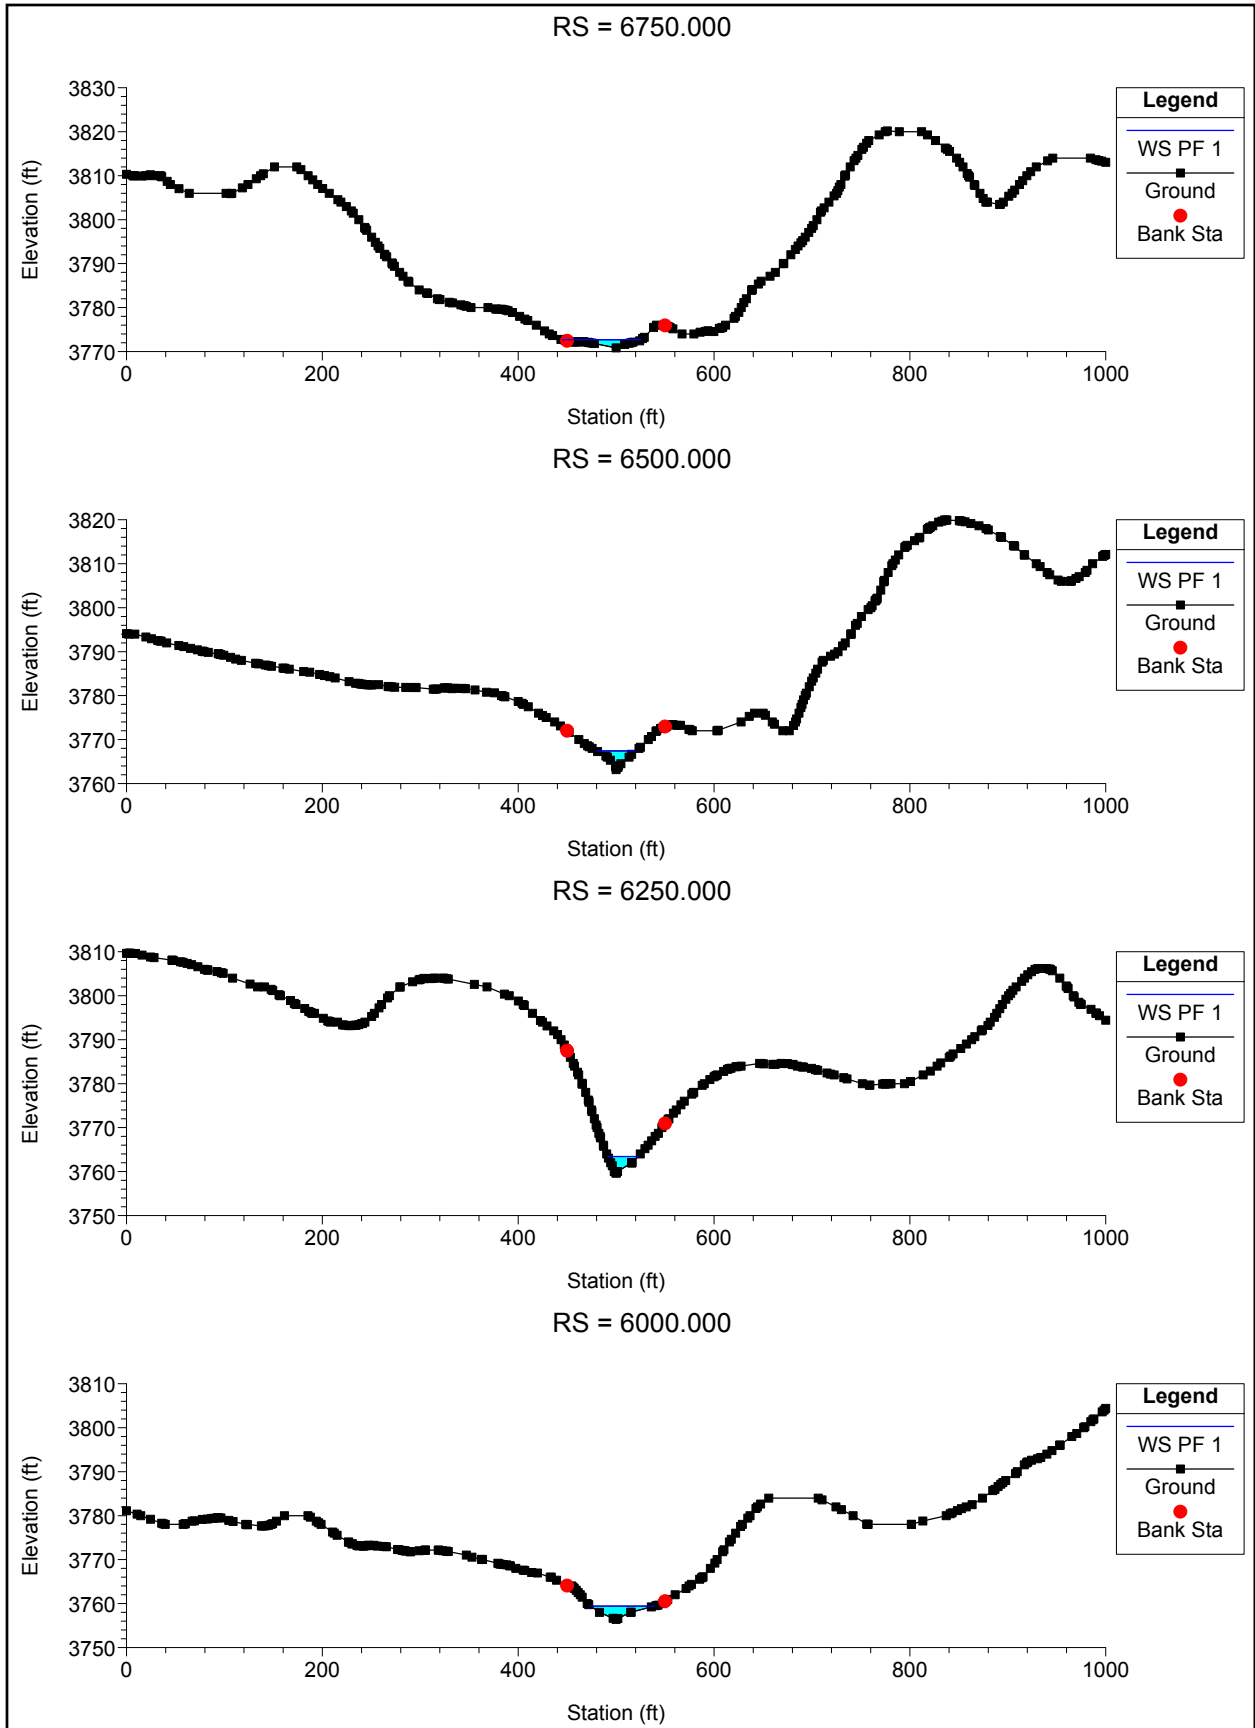 RS = 6750.000
Elevation (ft)
3830
3820
3810
3800
3790
3780
3770
0 200 400 600 800 1000
Station (ft)
Legend
WS PF 1
Ground
Bank Sta
RS = 6500.000
Elevation (ft)
3820
3810
3800
3790
3780
3770
3760
0 200 400 600 800 1000
Station (ft)
Legend
WS PF 1
Ground
Bank Sta
RS = 6250.000
Elevation (ft)
3810
3800
3790
3780
3770
3760
3750
0 200 400 600 800 1000
Station (ft)
Legend
WS PF 1
Ground
Bank Sta
RS = 6000.000
Elevation (ft)
3810
3800
3790
3780
3770
3760
3750
0 200 400 600 800 1000
Station (ft)
Legend
WS PF 1
Ground
Bank Sta